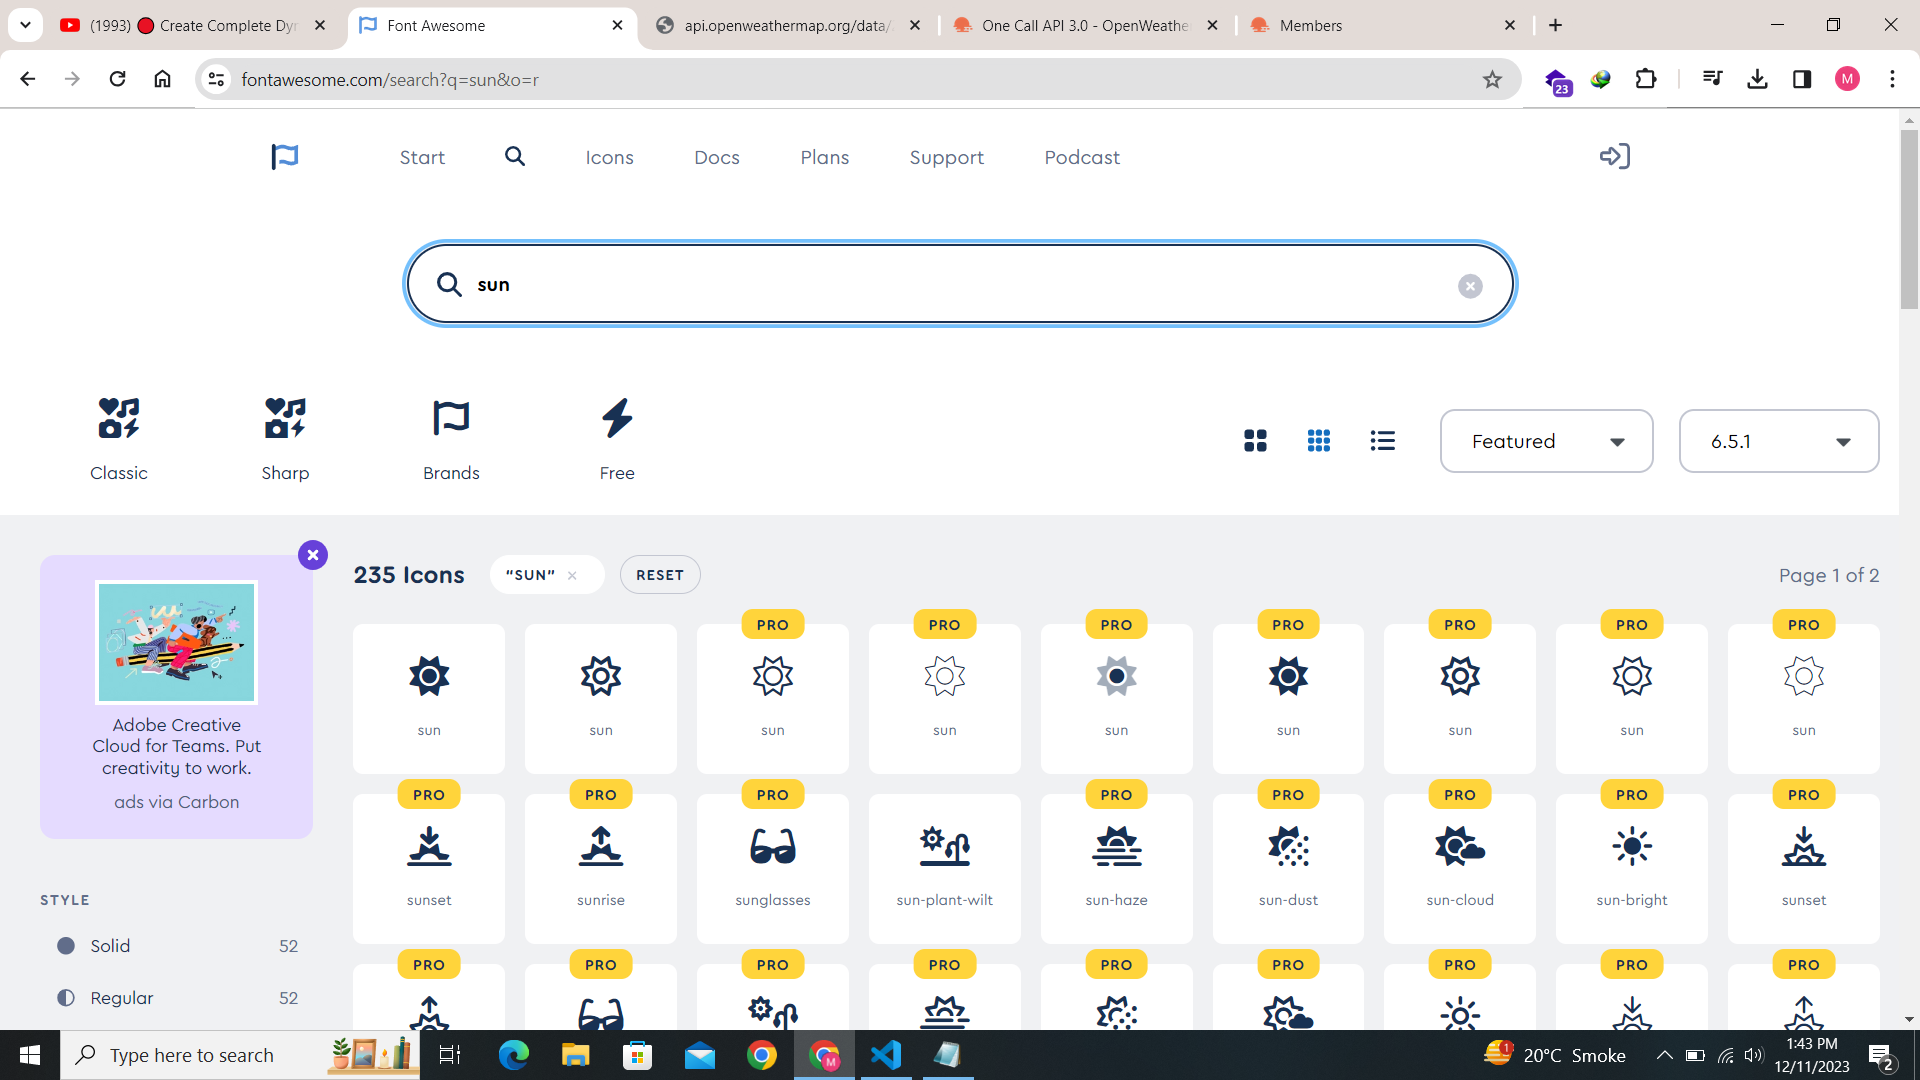 (1993) 🔴 Create Complete Dyn
Font Awesome
api.openweathermap.org/data/
One Call API 3.0 - OpenWeathe
Members
fontawesome.com/search?q=sun&o=r
23
M
Start
Icons
Docs
Plans
Support
Podcast
sun
Classic
Sharp
Brands
Free
Featured
6.5.1
Adobe Creative
Cloud for Teams. Put
creativity to work.
ads via Carbon
235 Icons
“SUN”
RESET
Page 1 of 2
PRO PRO PRO PRO PRO PRO PRO
sun sun sun sun sun sun sun sun sun
PRO PRO PRO PRO PRO PRO PRO PRO
sunset sunrise sunglasses sun-plant-wilt sun-haze sun-dust sun-cloud sun-bright sunset
PRO PRO PRO PRO PRO PRO PRO PRO PRO
STYLE
Solid 52
Regular 52
Type here to search
M
1
20°C Smoke
1:43 PM
12/11/2023
2